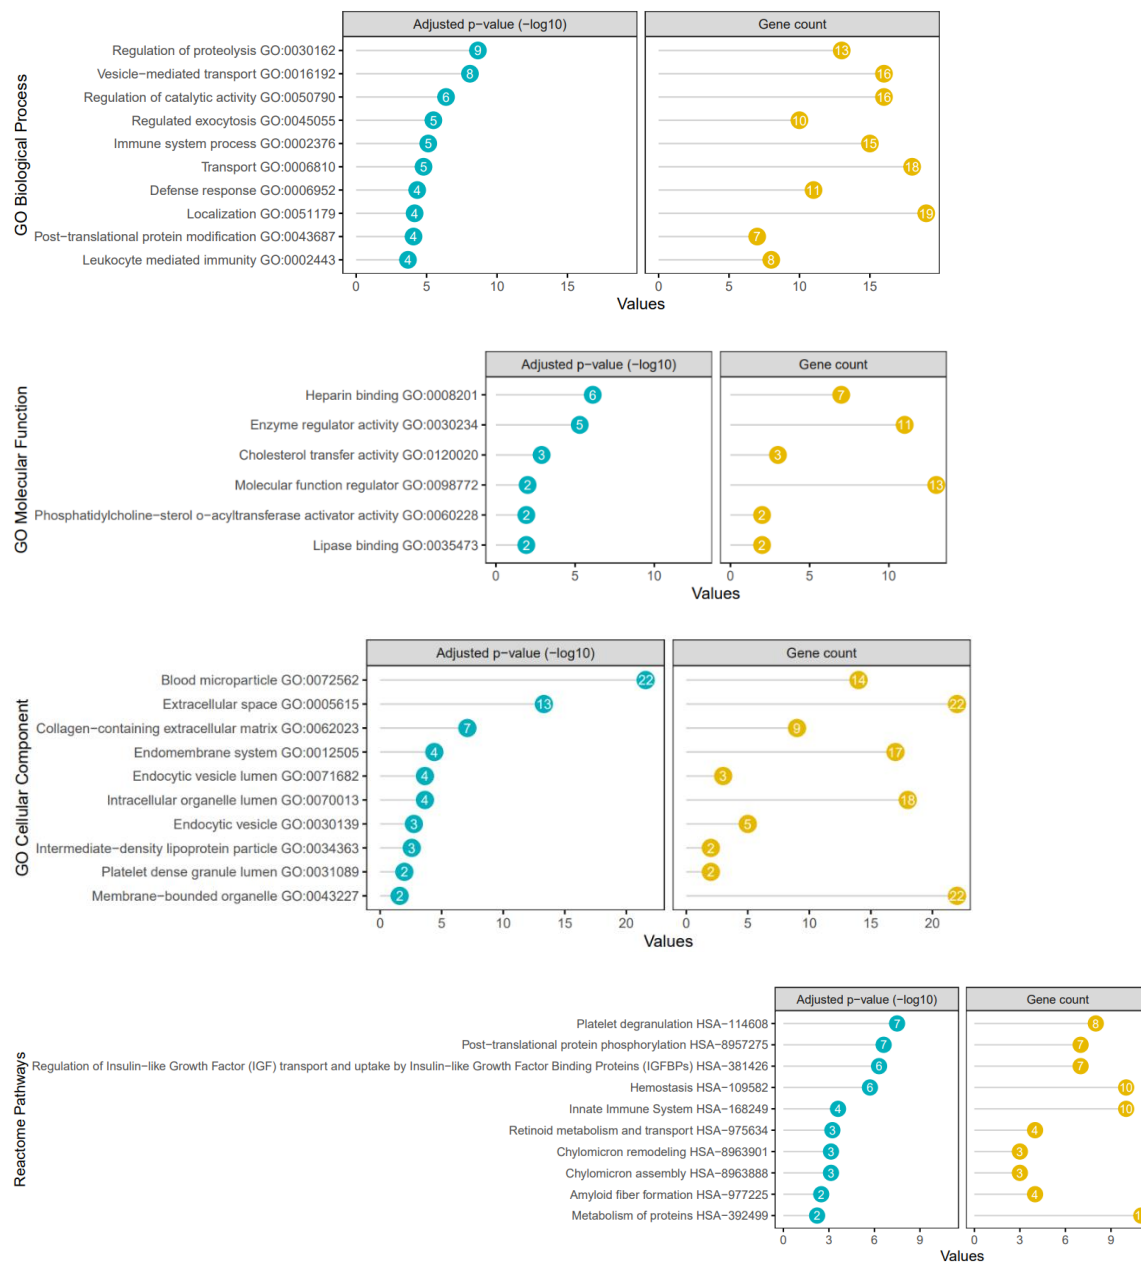 Adjusted p−value (−log10) Gene count
GO Biological Process
Regulation of proteolysis GO:0030162 9 13
Vesicle−mediated transport GO:0016192 8 16
Regulation of catalytic activity GO:0050790 6 16
Regulated exocytosis GO:0045055 5 10
Immune system process GO:0002376 5 15
Transport GO:0006810 5 18
Defense response GO:0006952 4 11
Localization GO:0051179 4 19
Post−translational protein modification GO:0043687 4 7
Leukocyte mediated immunity GO:0002443 4 8
0 5 10 15 0 5 10 15
Values
Adjusted p−value (−log10) Gene count
GO Molecular Function
Heparin binding GO:0008201 6 7
Enzyme regulator activity GO:0030234 5 11
Cholesterol transfer activity GO:0120020 3 3
Molecular function regulator GO:0098772 2 13
Phosphatidylcholine−sterol o−acyltransferase activator activity GO:0060228 2 2
Lipase binding GO:0035473 2 2
0 5 10 0 5 10
Values
Adjusted p−value (−log10) Gene count
GO Cellular Component
Blood microparticle GO:0072562 22 14
Extracellular space GO:0005615 13 22
Collagen−containing extracellular matrix GO:0062023 7 9
Endomembrane system GO:0012505 4 17
Endocytic vesicle lumen GO:0071682 4 3
Intracellular organelle lumen GO:0070013 4 18
Endocytic vesicle GO:0030139 3 5
Intermediate−density lipoprotein particle GO:0034363 3 2
Platelet dense granule lumen GO:0031089 2 2
Membrane−bounded organelle GO:0043227 2 22
0 5 10 15 20 0 5 10 15 20
Values
Adjusted p−value (−log10) Gene count
Reactome Pathways
Platelet degranulation HSA−114608 7 8
Post−translational protein phosphorylation HSA−8957275 7 7
Regulation of Insulin−like Growth Factor (IGF) transport and uptake by Insulin−like Growth Factor Binding Proteins (IGFBPs) HSA−381426 6 7
Hemostasis HSA−109582 6 10
Innate Immune System HSA−168249 4 10
Retinoid metabolism and transport HSA−975634 3 4
Chylomicron remodeling HSA−8963901 3 3
Chylomicron assembly HSA−8963888 3 3
Amyloid fiber formation HSA−977225 2 4
Metabolism of proteins HSA−392499 2
0 3 6 9 0 3 6 9
Values